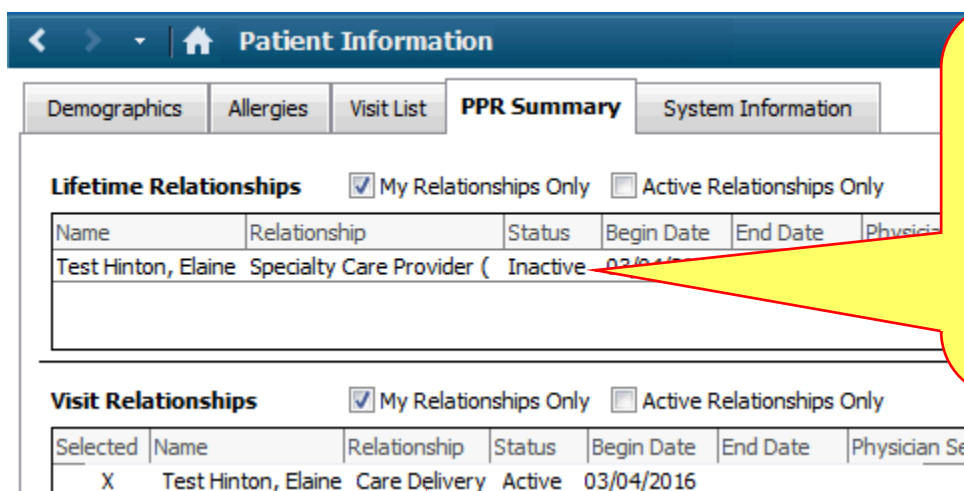 Patient Information
Demographics Allergies Visit List PPR Summary System Information
Lifetime Relationships My Relationships Only Active Relationships Only
Name Relationship Status Begin Date End Date
Test Hinton, Elaine Specialty Care Provider ( Inactive
Visit Relationships My Relationships Only Active Relationships Only
Selected Name Relationship Status Begin Date End Date Physician Se
X Test Hinton, Elaine Care Delivery Active 03/04/2016